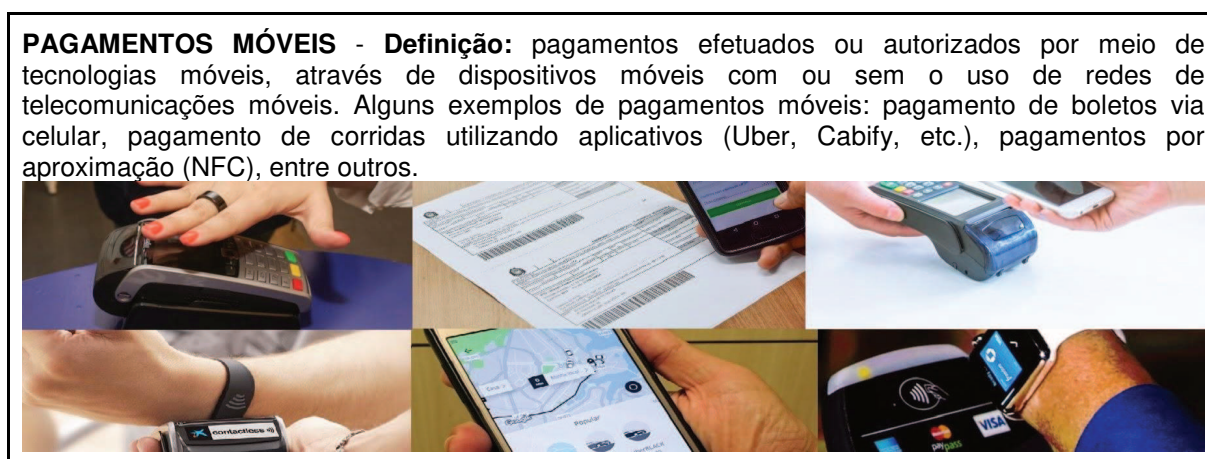 PAGAMENTOS MÓVEIS - Definição: pagamentos efetuados ou autorizados por meio de
tecnologias móveis, através de dispositivos móveis com ou sem o uso de redes de
telecomunicações móveis. Alguns exemplos de pagamentos móveis: pagamento de boletos via
celular, pagamento de corridas utilizando aplicativos (Uber, Cabify, etc.), pagamentos por
aproximação (NFC), entre outros.
contactless
Popular
VISA